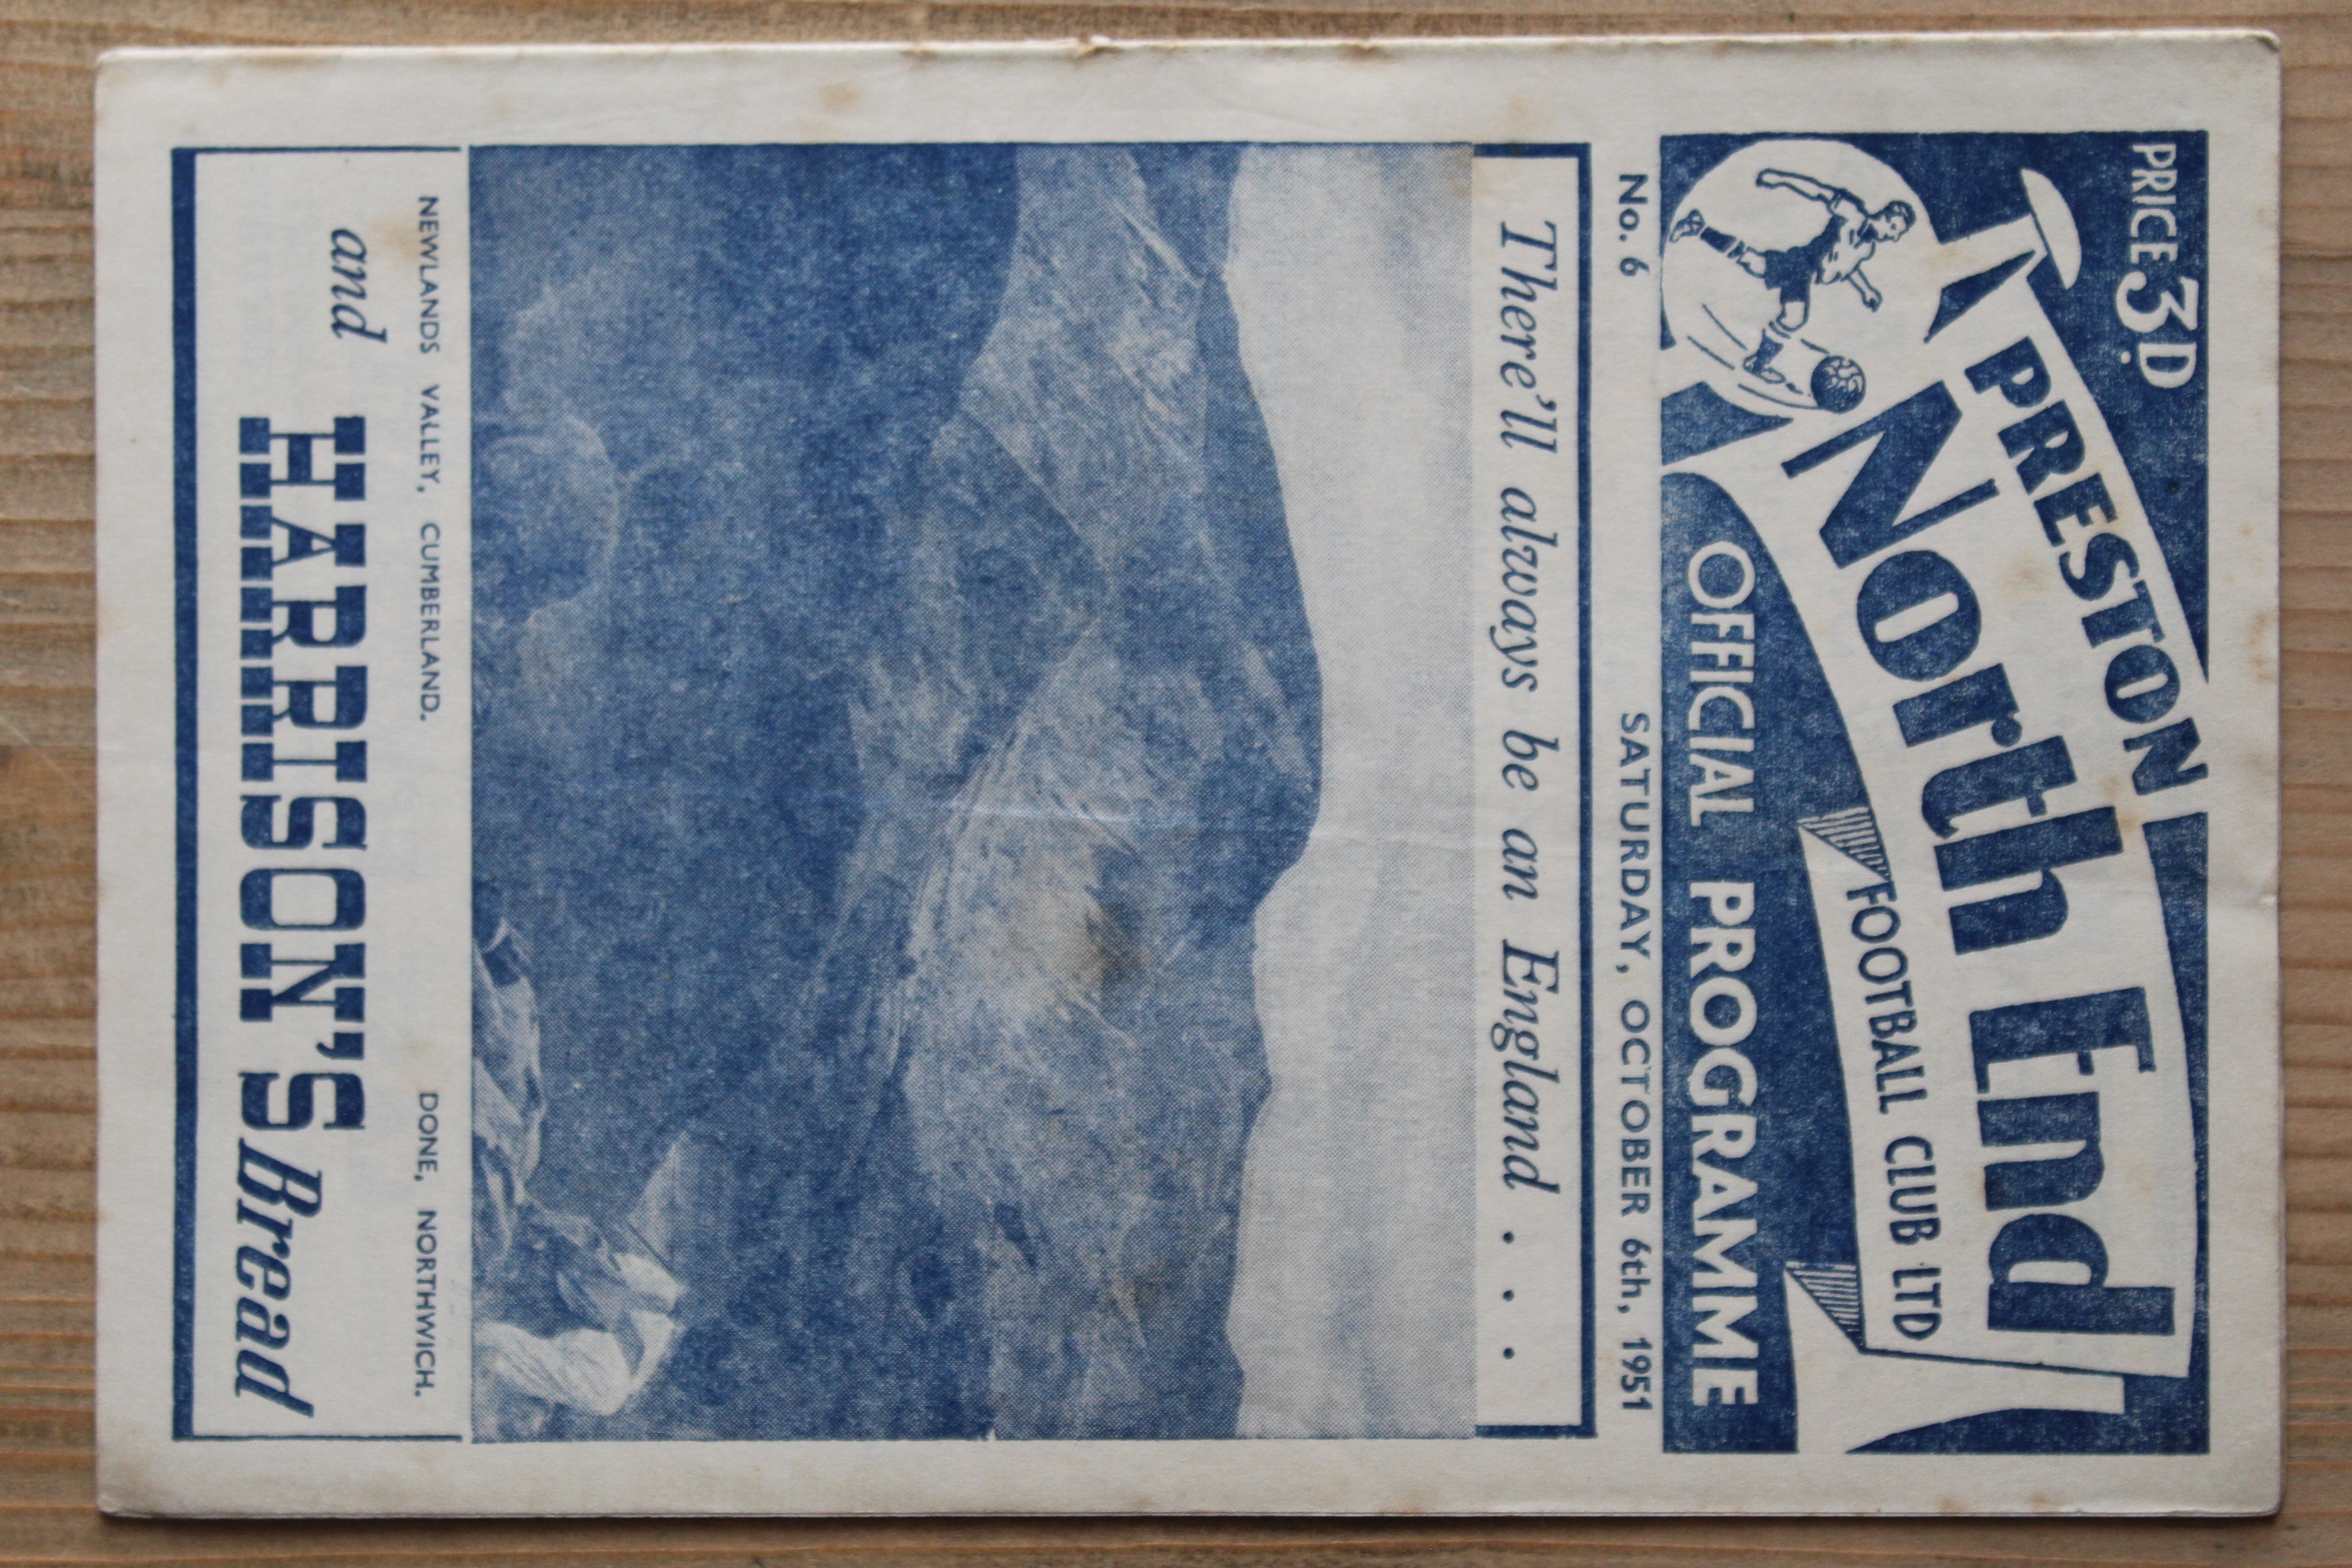 PRICE 3D.
PRESTON
North End
FOOTBALL CLUB LTD
OFFICIAL PROGRAMME
No. 6 SATURDAY, OCTOBER 6th, 1951
There'll always be an England . . .
NEWLANDS VALLEY, CUMBERLAND. DONE, NORTHWICH.
and HARRISON'S Bread